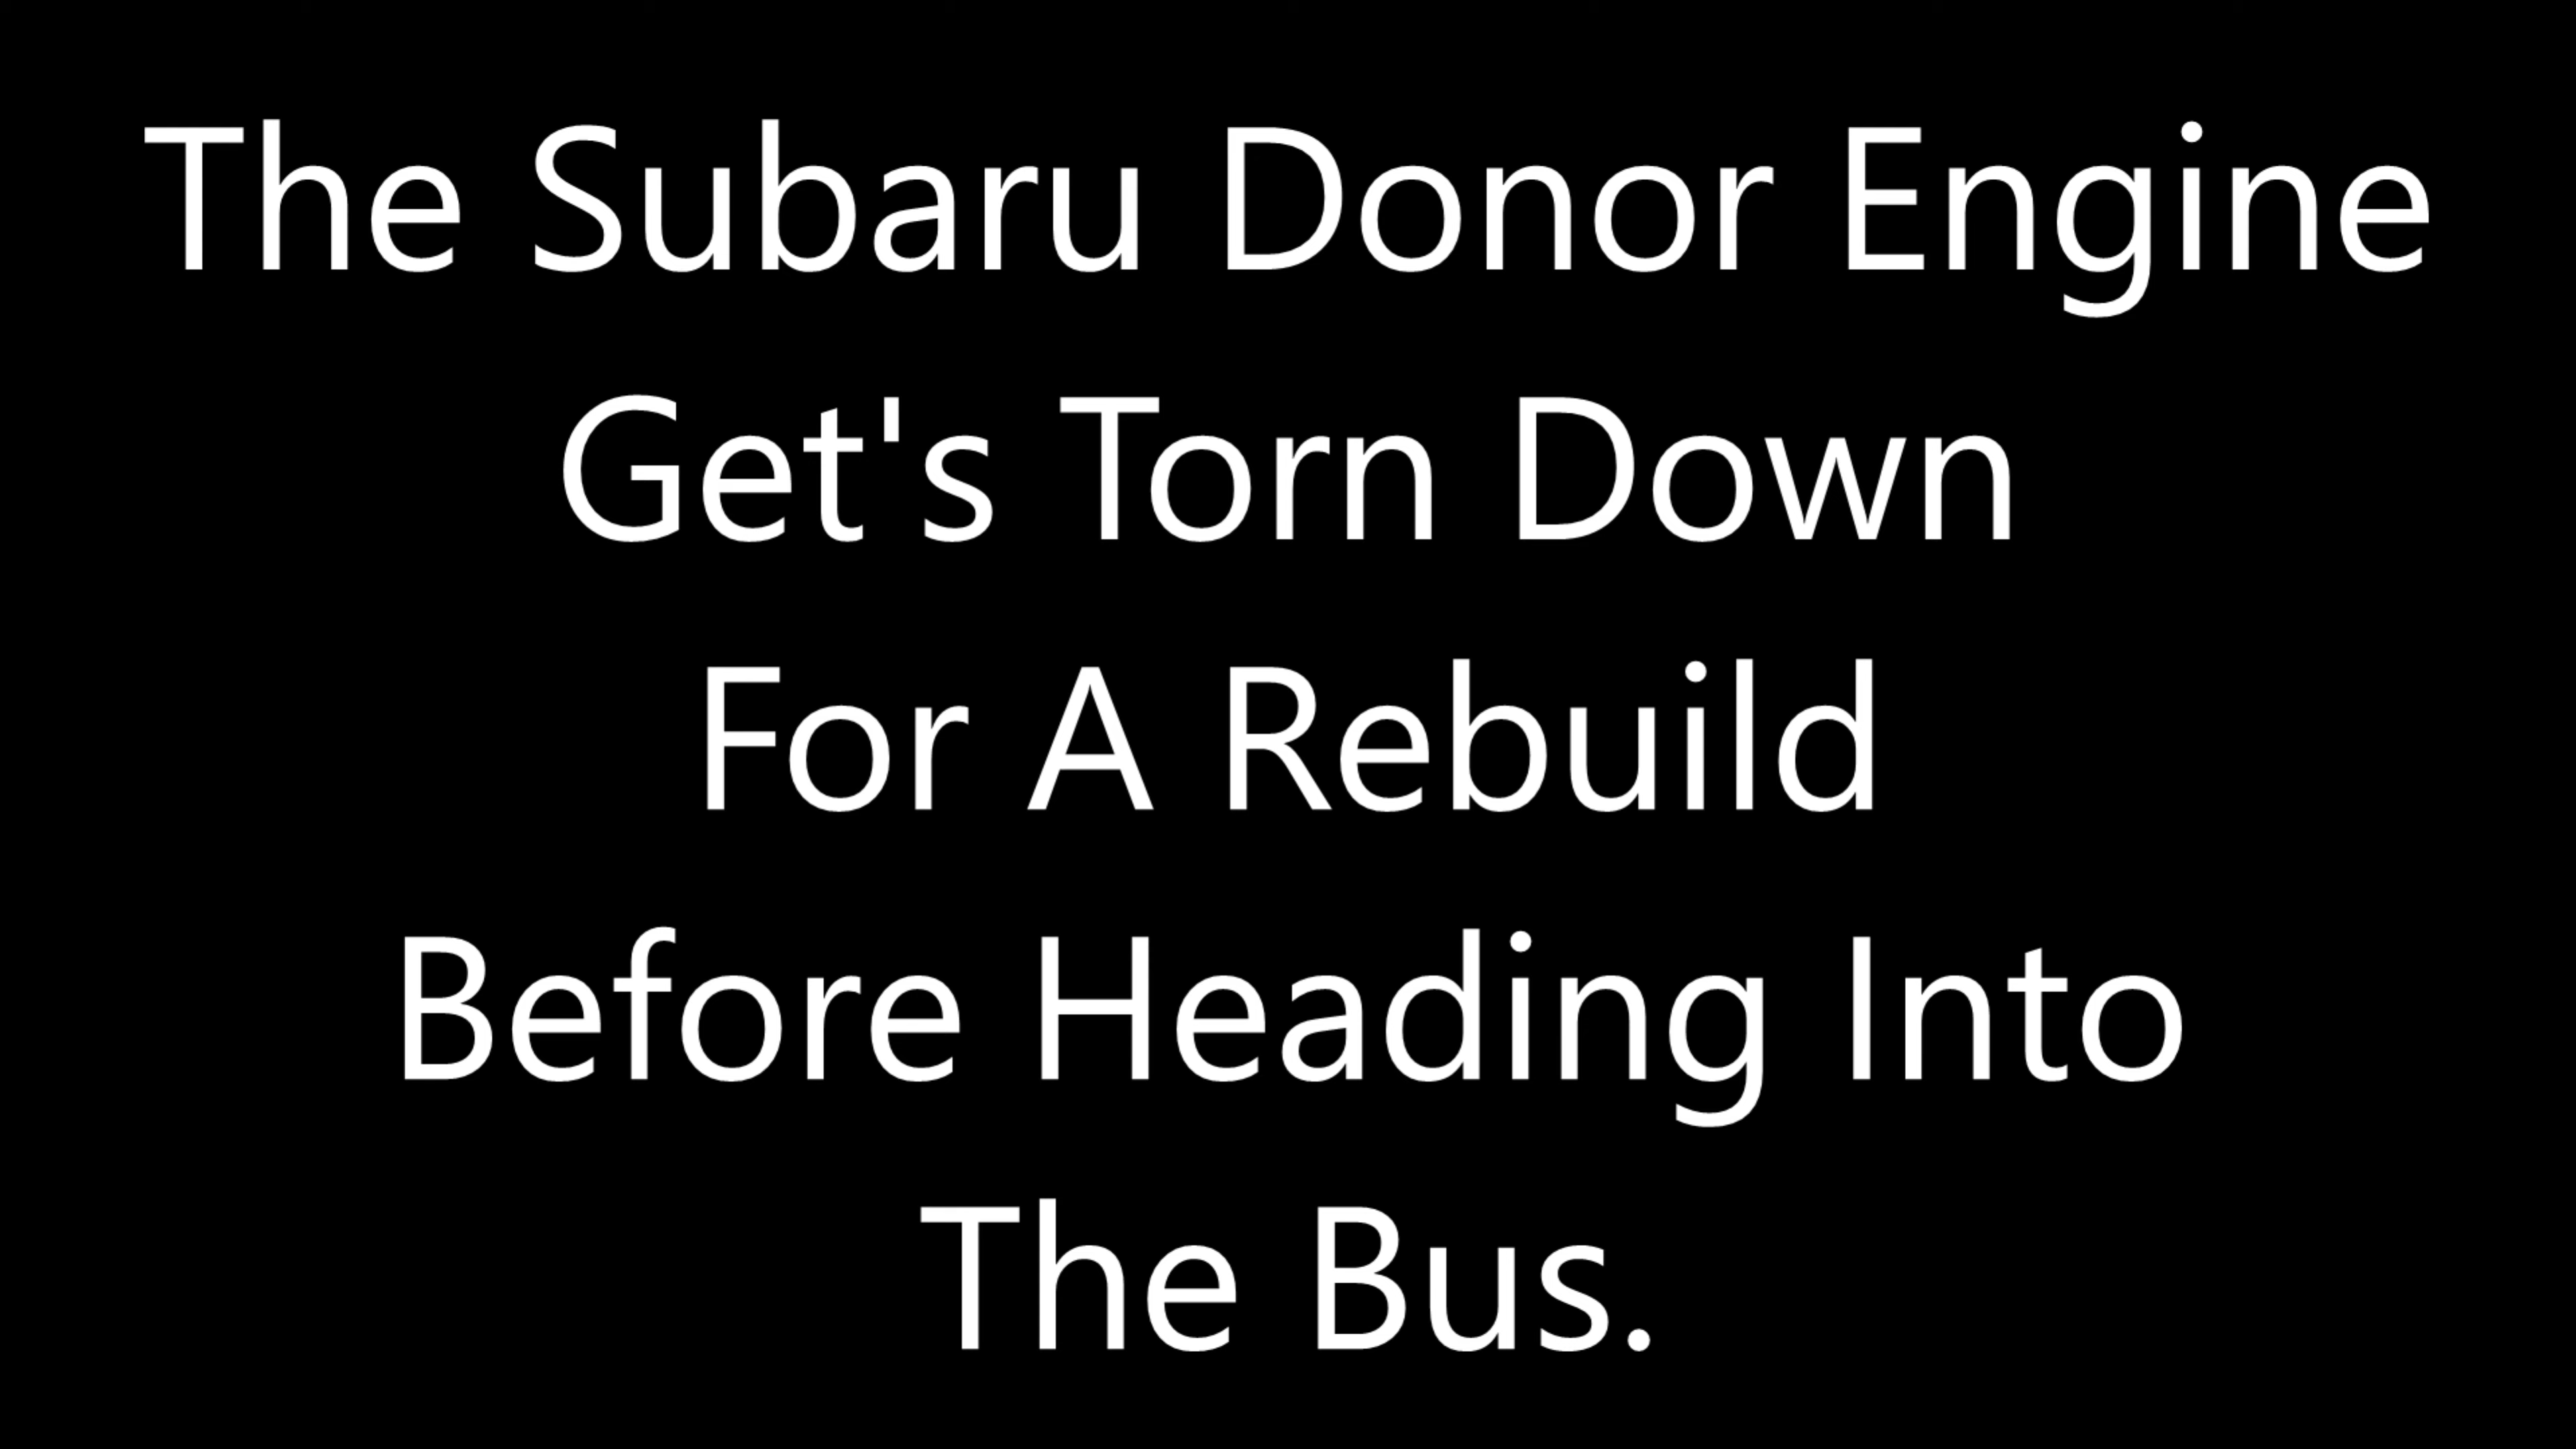 The Subaru Donor Engine
Get's Torn Down
For A Rebuild
Before Heading Into
The Bus.